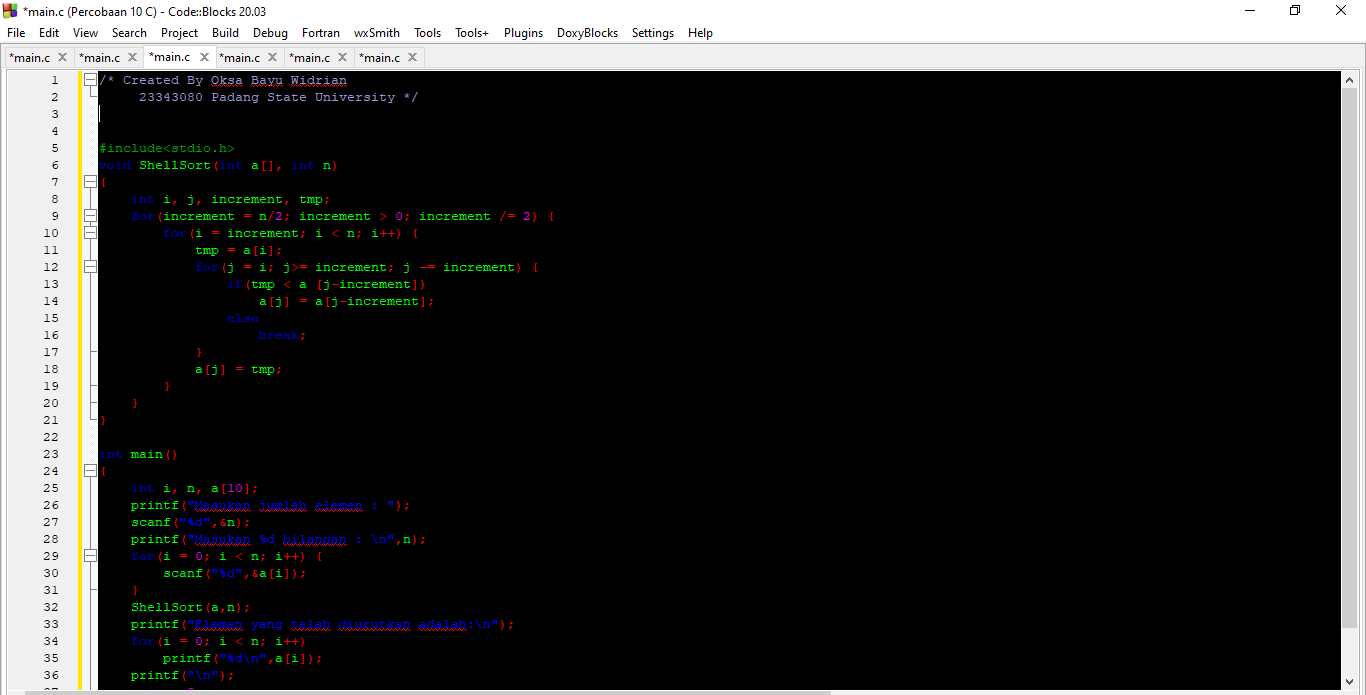 *main.c (Percobaan 10 C) - Code::Blocks 20.03
File Edit View Search Project Build Debug Fortran wxSmith Tools Tools+ Plugins DoxyBlocks Settings Help
*main.c *main.c *main.c *main.c *main.c *main.c
1 /* Created By Oksa Bayu Widrian
2 23343080 Padang State University */
3
4
5 #include<stdio.h>
6 void ShellSort(int a[], int n)
7 {
8 int i, j, increment, tmp;
9 for(increment = n/2; increment > 0; increment /= 2) {
10 for(i = increment; i < n; i++) {
11 tmp = a[i];
12 for(j = i; j>= increment; j -= increment) {
13 if(tmp < a [j-increment])
14 a[j] = a[j-increment];
15 else
16 break;
17 }
18 a[j] = tmp;
19 }
20 }
21 }
22
23 int main()
24 {
25 int i, n, a[10];
26 printf("Masukan jumlah elemen : ");
27 scanf("%d",&n);
28 printf("Masukan %d bilangan : \n",n);
29 for(i = 0; i < n; i++) {
30 scanf("%d",&a[i]);
31 }
32 ShellSort(a,n);
33 printf("Elemen yang telah diurutkan adalah:\n");
34 for(i = 0; i < n; i++)
35 printf("%d\n",a[i]);
36 printf("\n");